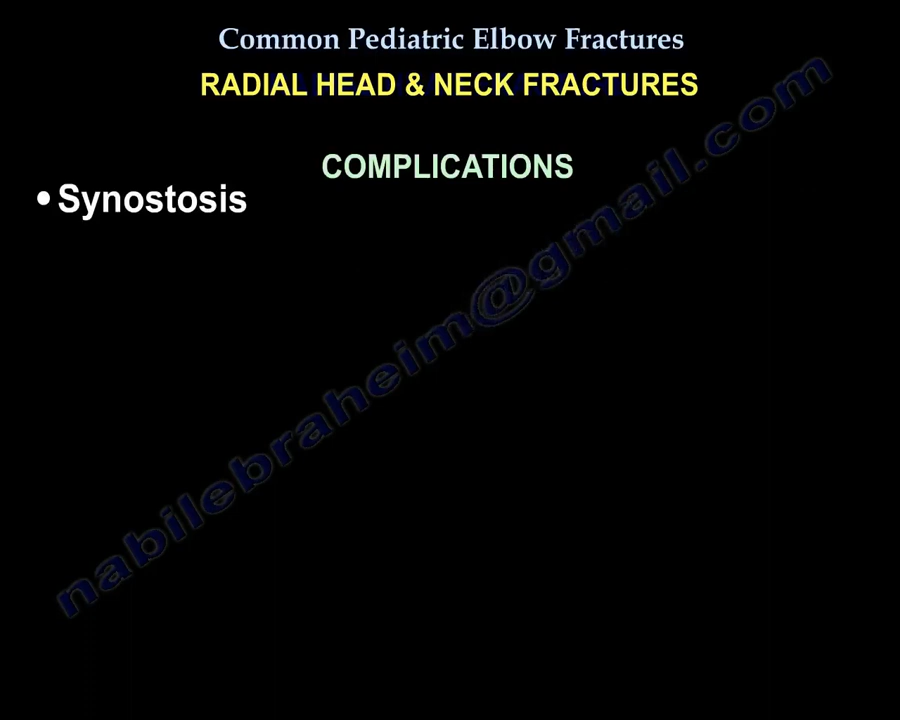 Common Pediatric Elbow Fractures
RADIAL HEAD & NECK FRACTURES
COMPLICATIONS
• Synostosis
nabilebraheim@gmail.com